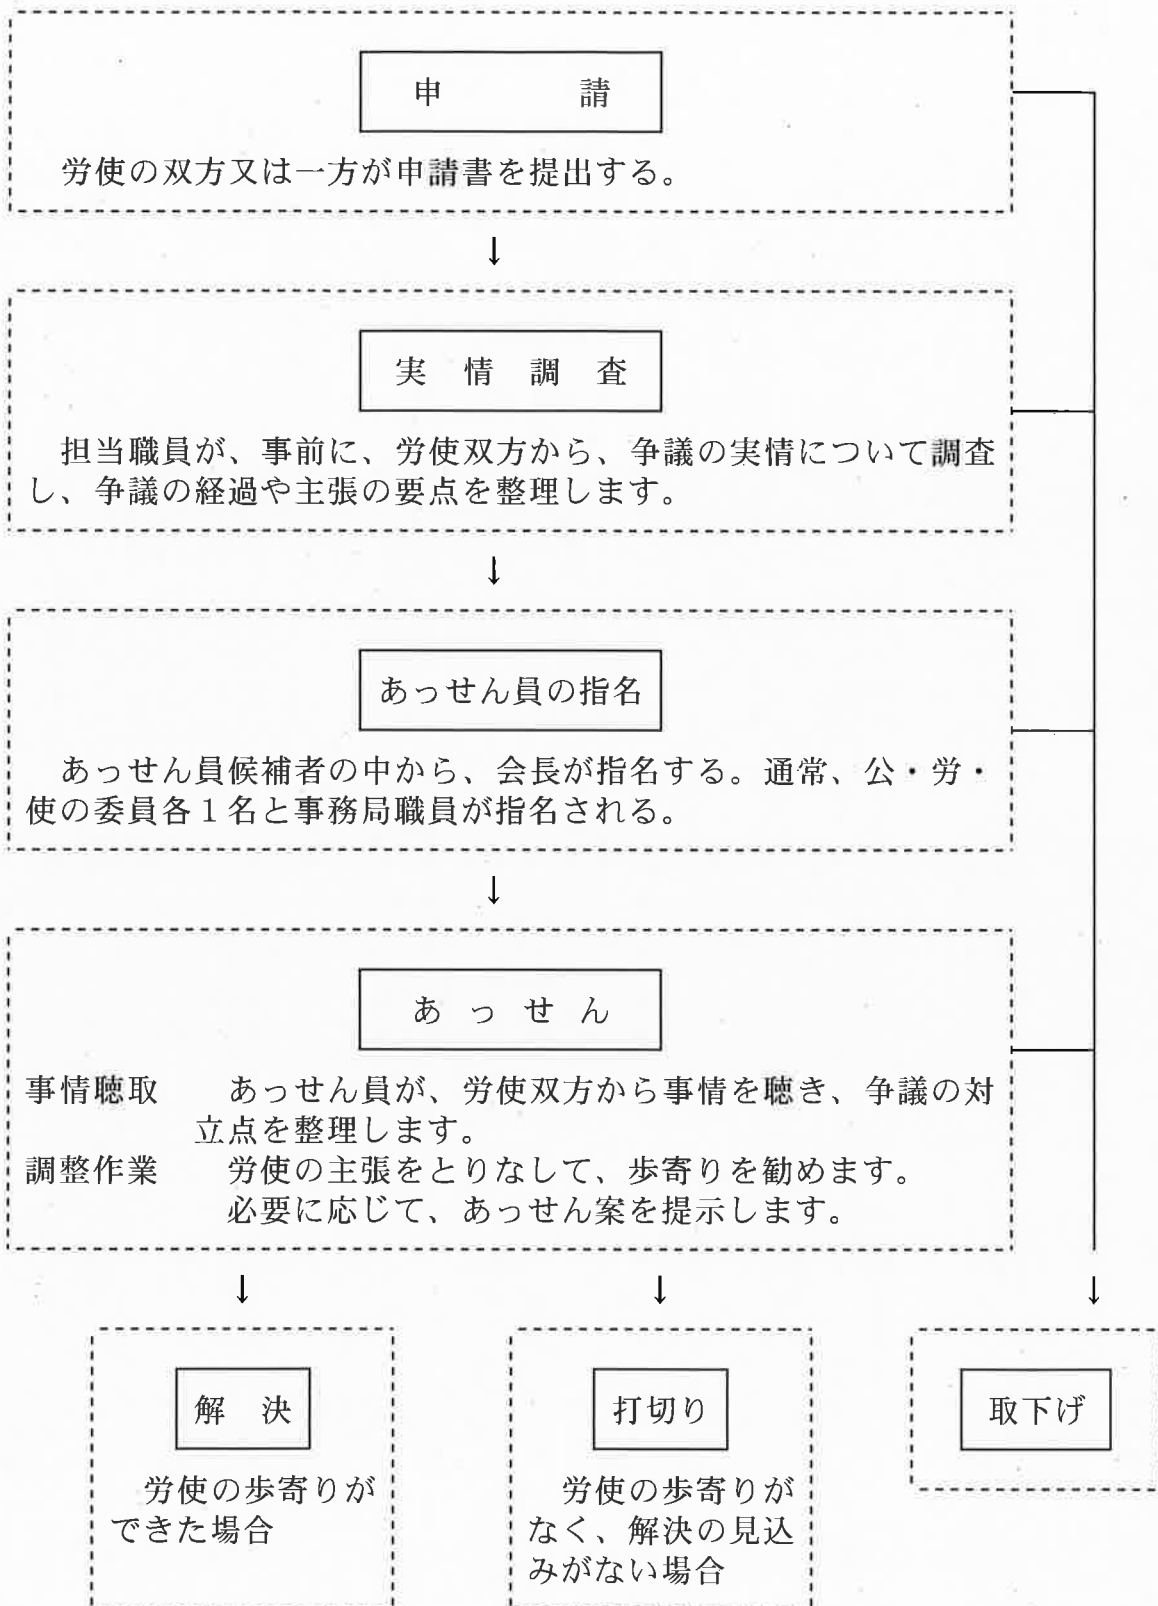 申請
労使の双方又は一方が申請書を提出する。
↓
実情調査
担当職員が、事前に、労使双方から、争議の実情について調査
し、争議の経過や主張の要点を整理します。
↓
あっせん員の指名
あっせん員候補者の中から、会長が指名する。通常、公・労・
使の委員各１名と事務局職員が指名される。
↓
あっせん
事情聴取　あっせん員が、労使双方から事情を聴き、争議の対
立点を整理します。
調整作業　労使の主張をとりなして、歩寄りを勧めます。
必要に応じて、あっせん案を提示します。
↓　↓　↓
解決
労使の歩寄りが
できた場合
打切り
労使の歩寄りが
なく、解決の見込
みがない場合
取下げ